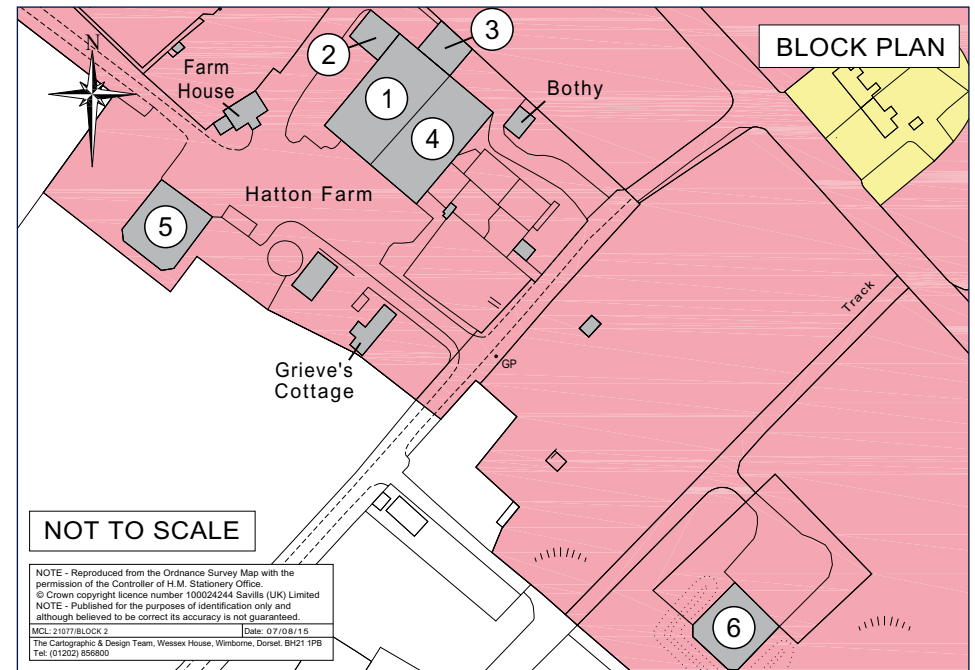 BLOCK PLAN
N
Farm
House
2
3
1
4
Bothy
Hatton Farm
5
Grieve's
Cottage
GP
Track
6
NOT TO SCALE
NOTE - Reproduced from the Ordnance Survey Map with the
permission of the Controller of H.M. Stationery Office.
© Crown copyright licence number 100024244 Savills (UK) Limited
NOTE - Published for the purposes of identification only and
although believed to be correct its accuracy is not guaranteed.
MCL: 21077/BLOCK 2 Date: 07/08/15
The Cartographic & Design Team, Wessex House, Wimborne, Dorset. BH21 1PB
Tel: (01202) 856800